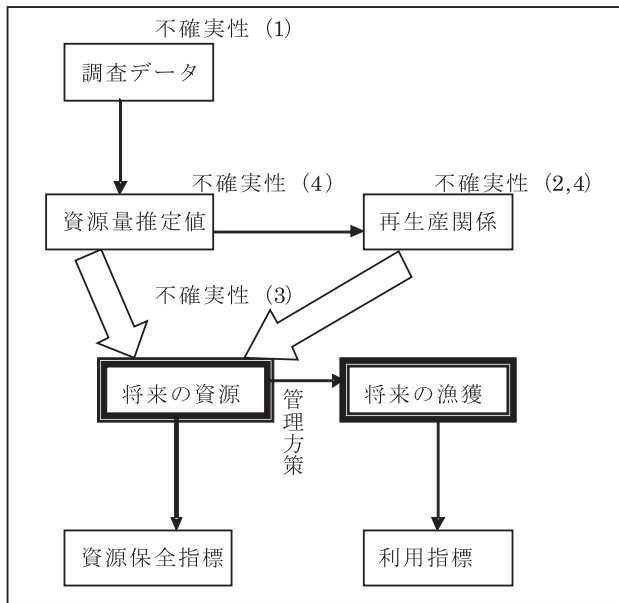 不確実性 (1)
調査データ
不確実性 (4)
不確実性 (2,4)
資源量推定値
再生産関係
不確実性 (3)
将来の資源
管理方策
将来の漁獲
資源保全指標
利用指標